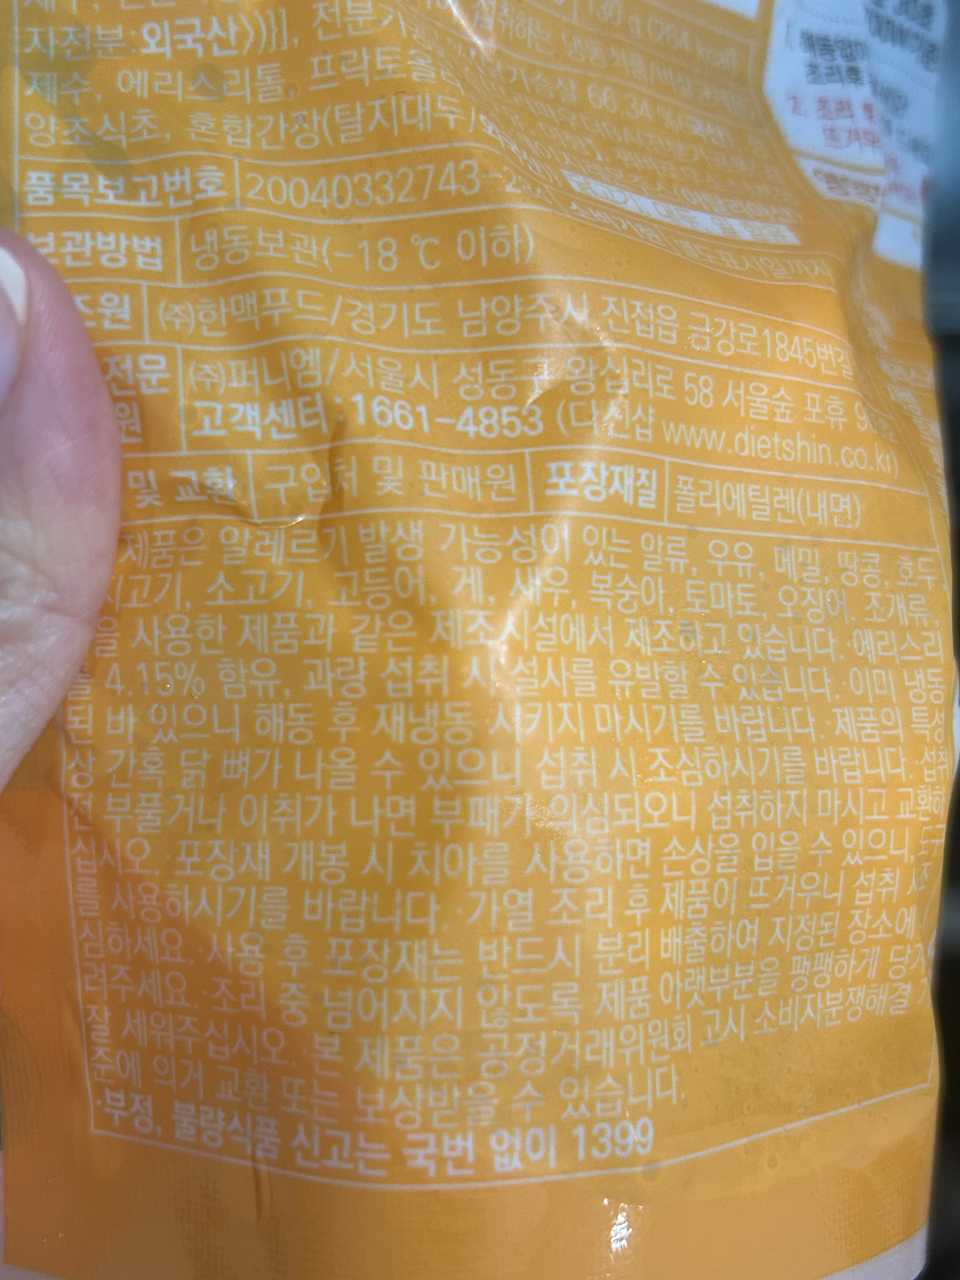 자전분:외국산)}], 전분가
제수, 에리스리톨, 프락토올
양조식초, 혼합간장(탈지대두/외
66.34 %(국산)
품목보고번호 20040332743-2
보관방법 냉동보관(-18 ℃ 이하)
조원 ㈜한맥푸드/경기도 남양주시 진접읍 금강로1845번길
전문 ㈜퍼니엠/서울시 성동구 왕십리로 58 서울숲 포휴
원 고객센터:1661-4853 (다신샵 www.dietshin.co.kr)
및 교환 구입처 및 판매원 포장재질 폴리에틸렌(내면)
제품은 알레르기 발생 가능성이 있는 알류, 우유, 메밀, 땅콩, 호두
고기, 소고기, 고등어, 게, 새우, 복숭아, 토마토, 오징어, 조개류,
을 사용한 제품과 같은 제조시설에서 제조하고 있습니다. ·에리스리
4.15% 함유, 과량 섭취 시 설사를 유발할 수 있습니다. ·이미 냉동
된 바 있으니 해동 후 재냉동 시키지 마시기를 바랍니다. ·제품의 특성
상 간혹 닭 뼈가 나올 수 있으니 섭취 시 조심하시기를 바랍니다. ·섭취
전 부풀거나 이취가 나면 부패가 의심되오니 섭취하지 마시고 교환하
십시오. ·포장재 개봉 시 치아를 사용하면 손상을 입을 수 있으니, 도구
를 사용하시기를 바랍니다. ·가열 조리 후 제품이 뜨거우니 섭취 시 조
심하세요. ·사용 후 포장재는 반드시 분리 배출하여 지정된 장소에 버
려주세요. ·조리 중 넘어지지 않도록 제품 아랫부분을 팽팽하게 당겨
잘 세워주십시오. ·본 제품은 공정거래위원회 고시 소비자분쟁해결 기
준에 의거 교환 또는 보상받을 수 있습니다.
·부정, 불량식품 신고는 국번 없이 1399